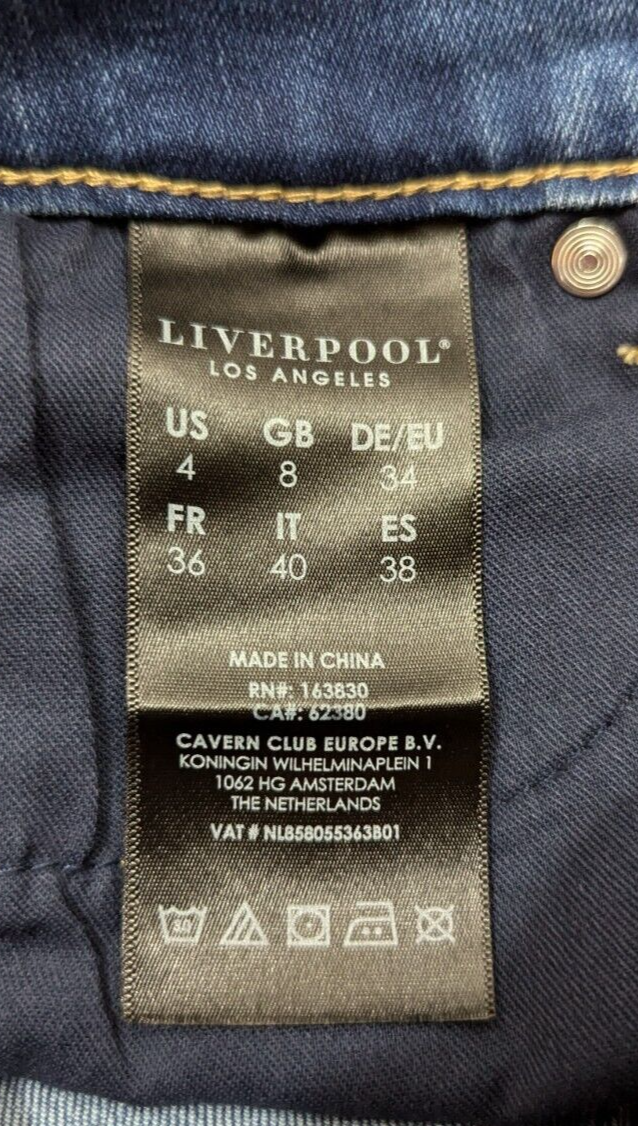 LIVERPOOL®
LOS ANGELES
US GB DE/EU
4 8 34
FR IT ES
36 40 38
MADE IN CHINA
RN#: 163830
CA#: 62380
CAVERN CLUB EUROPE B.V.
KONINGIN WILHELMINAPLEIN 1
1062 HG AMSTERDAM
THE NETHERLANDS
VAT # NL858055363B01
30